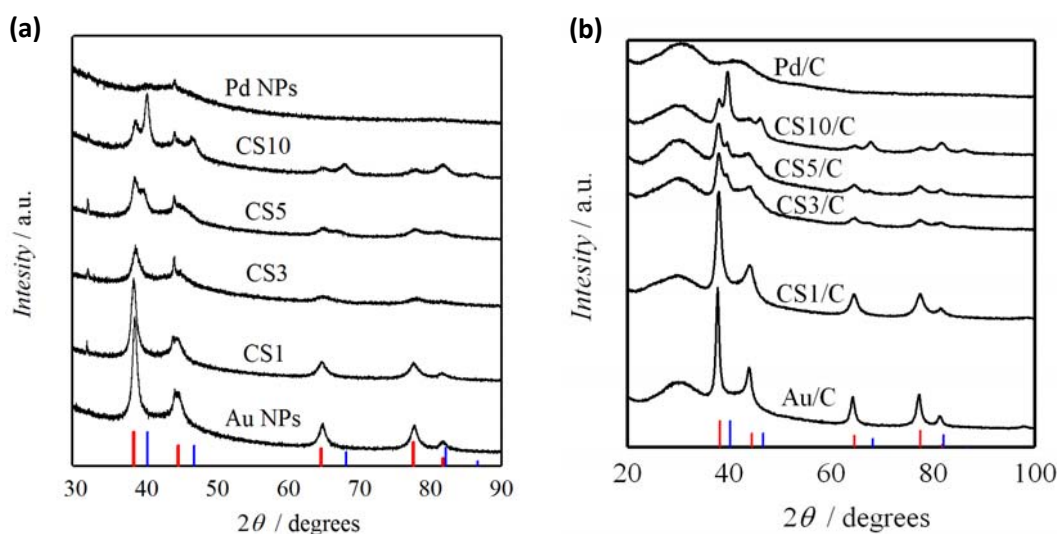 (a)
Pd NPs
CS10
CS5
CS3
CS1
Au NPs
Intesity / a.u.
30 40 50 60 70 80 90
2θ / degrees
(b)
Pd/C
CS10/C
CS5/C
CS3/C
CS1/C
Au/C
Intesity / a.u.
20 40 60 80 100
2θ / degrees